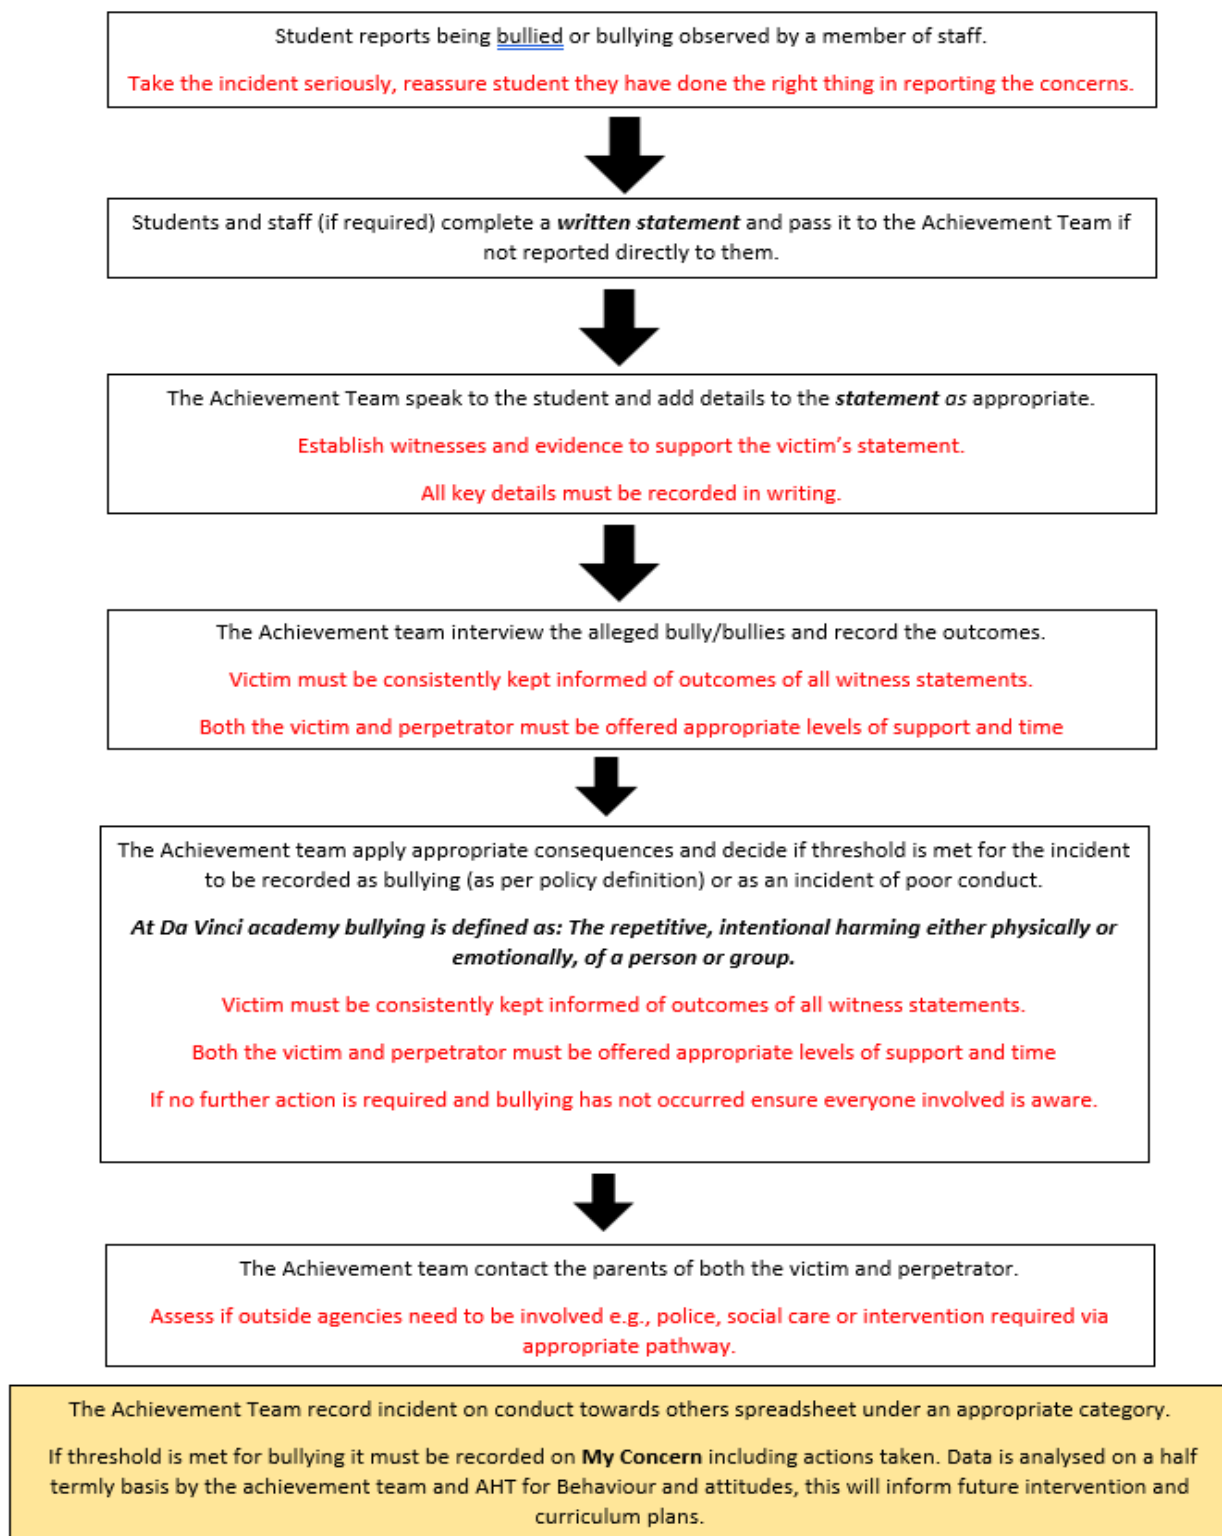 Student reports being bullied or bullying observed by a member of staff.
Take the incident seriously, reassure student they have done the right thing in reporting the concerns.
Students and staff (if required) complete a written statement and pass it to the Achievement Team if
not reported directly to them.
The Achievement Team speak to the student and add details to the statement as appropriate.
Establish witnesses and evidence to support the victim's statement.
All key details must be recorded in writing.
The Achievement team interview the alleged bully/bullies and record the outcomes.
Victim must be consistently kept informed of outcomes of all witness statements.
Both the victim and perpetrator must be offered appropriate levels of support and time
The Achievement team apply appropriate consequences and decide if threshold is met for the incident
to be recorded as bullying (as per policy definition) or as an incident of poor conduct.
At Da Vinci academy bullying is defined as: The repetitive, intentional harming either physically or
emotionally, of a person or group.
Victim must be consistently kept informed of outcomes of all witness statements.
Both the victim and perpetrator must be offered appropriate levels of support and time
If no further action is required and bullying has not occurred ensure everyone involved is aware.
The Achievement team contact the parents of both the victim and perpetrator.
Assess if outside agencies need to be involved e.g., police, social care or intervention required via
appropriate pathway.
The Achievement Team record incident on conduct towards others spreadsheet under an appropriate category.
If threshold is met for bullying it must be recorded on My Concern including actions taken. Data is analysed on a half
termly basis by the achievement team and AHT for Behaviour and attitudes, this will inform future intervention and
curriculum plans.